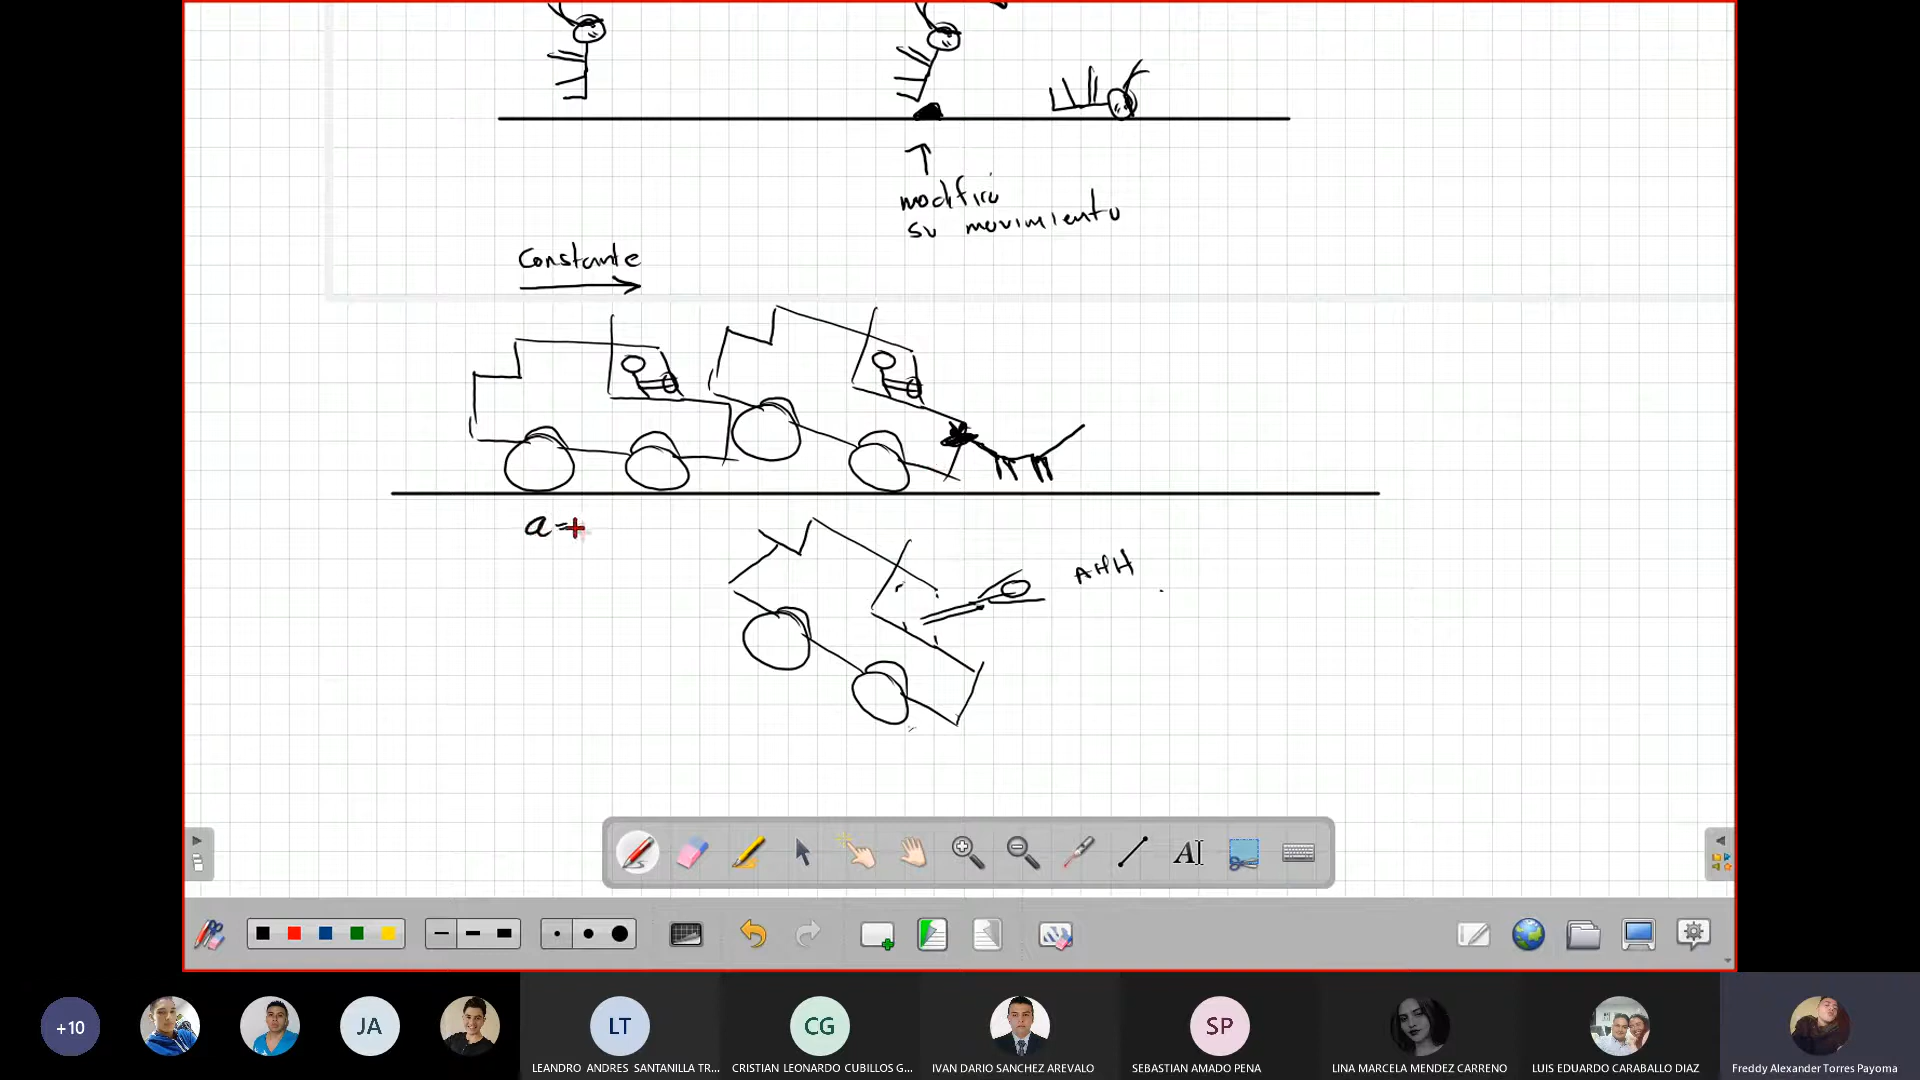 modificó
su movimiento
Constante
a=
AHH
A
+10
JA
LT
CG
SP
LEANDRO ANDRES SANTANILLA TR...
CRISTIAN LEONARDO CUBILLOS G...
IVAN DARIO SANCHEZ AREVALO
SEBASTIAN AMADO PENA
LINA MARCELA MENDEZ CARRENO
LUIS EDUARDO CARABALLO DIAZ
Freddy Alexander Torres Payoma